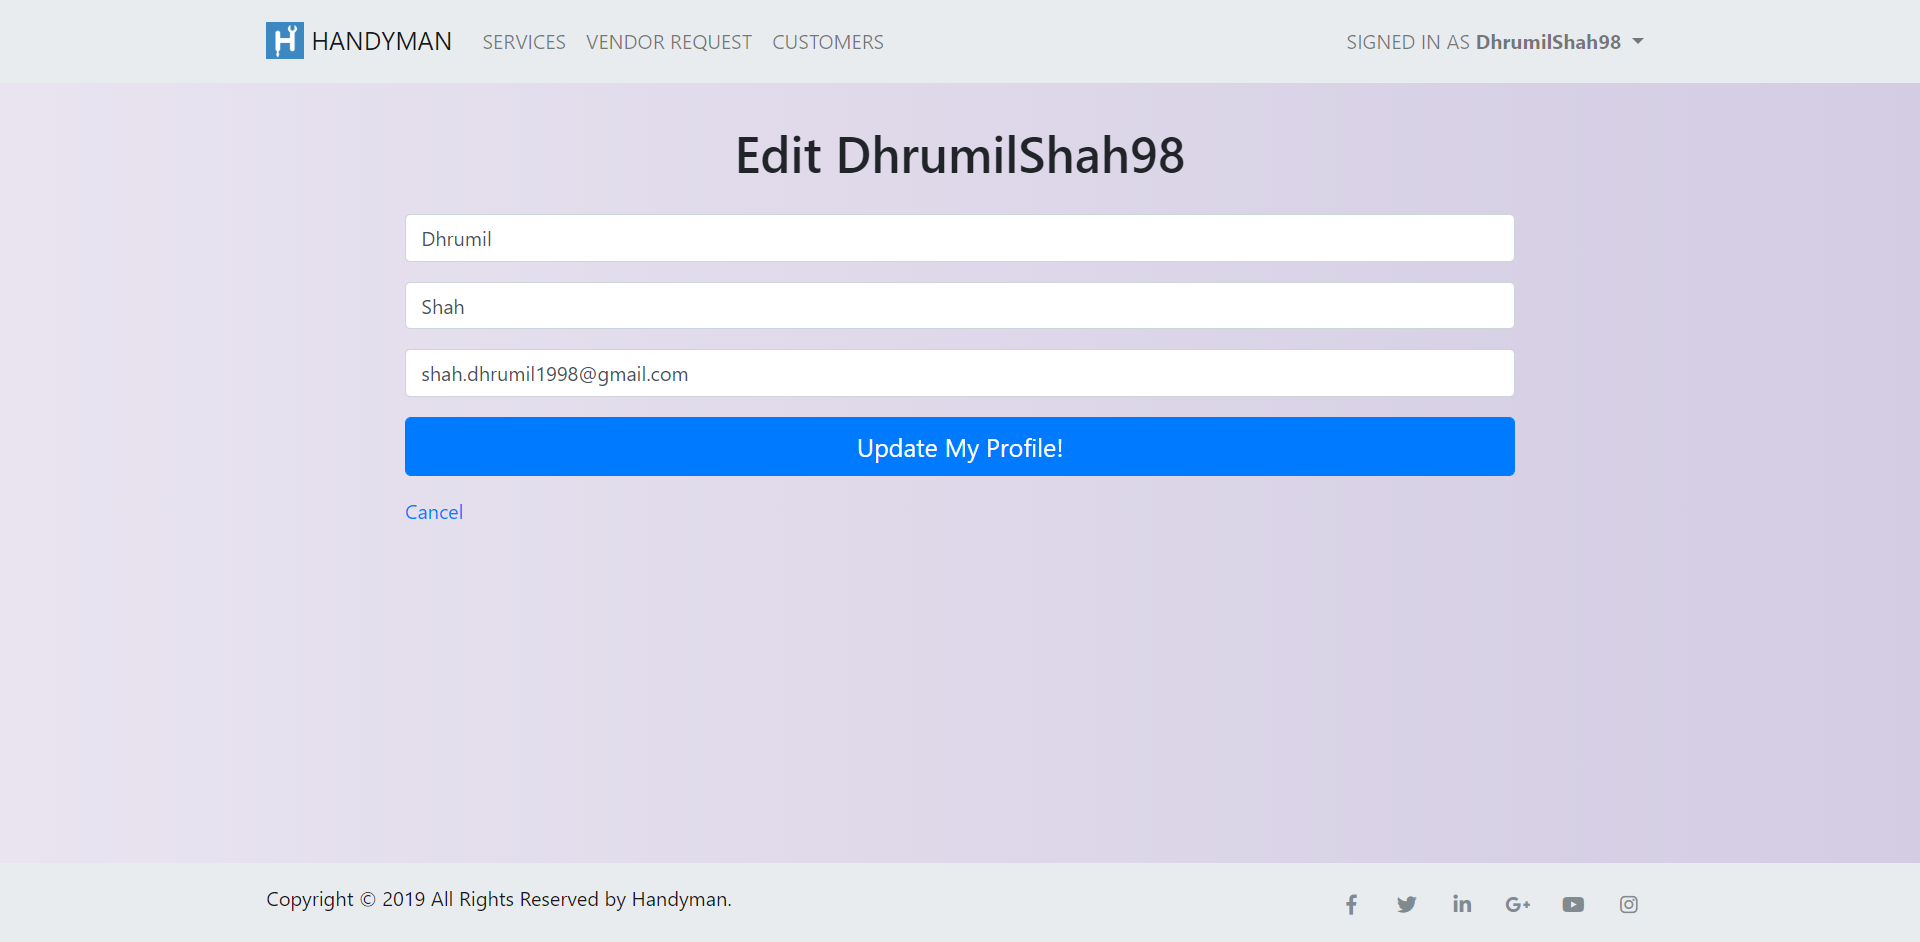 HANDYMAN SERVICES VENDOR REQUEST CUSTOMERS SIGNED IN AS DhrumilShah98
Edit DhrumilShah98
Dhrumil
Shah
shah.dhrumil1998@gmail.com
Update My Profile!
Cancel
Copyright © 2019 All Rights Reserved by Handyman.